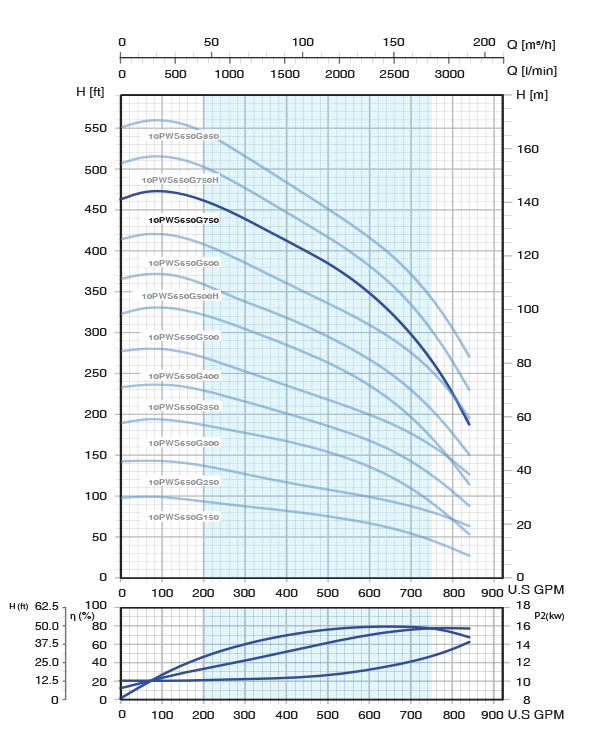 0 50 100 150 200 Q [m⁶/h]
0 500 1000 1500 2000 2500 3000 Q [l/min]
H [ft] H [m]
550
500
450
400
350
300
250
200
150
100
50
0
160
140
120
100
80
60
40
20
0
10PWS650G850
10PWS650G750H
10PWS650G750
10PWS650G600
10PWS650G500H
10PWS650G500
10PWS650G400
10PWS650G350
10PWS650G300
10PWS650G250
10PWS650G150
0 100 200 300 400 500 600 700 800 900 U.S GPM
H (ft) 62.5 η (%) 100 18 P2(kw)
50.0 80 16
37.5 60 14
25.0 40 12
12.5 20 10
0 0 8
0 100 200 300 400 500 600 700 800 900 U.S GPM